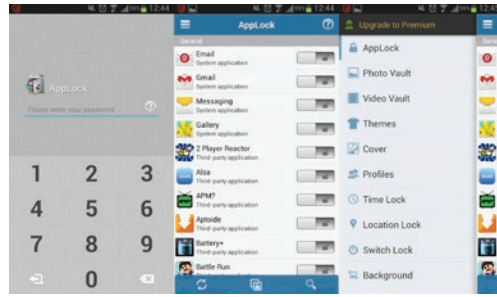 12:44
AppLock
Please enter your password
1 2 3
4 5 6
7 8 9
0
12:44
AppLock
General
Email
System application
Gmail
System application
Messaging
System application
Gallery
System application
2 Player Reactor
Third-party application
Alsa
Third-party application
APM?
Third-party application
Aptoide
Third-party application
Battery+
Third-party application
Battle Run
12:45
Upgrade to Premium
AppLock
Photo Vault
Video Vault
Themes
Cover
Profiles
Time Lock
Location Lock
Switch Lock
Background